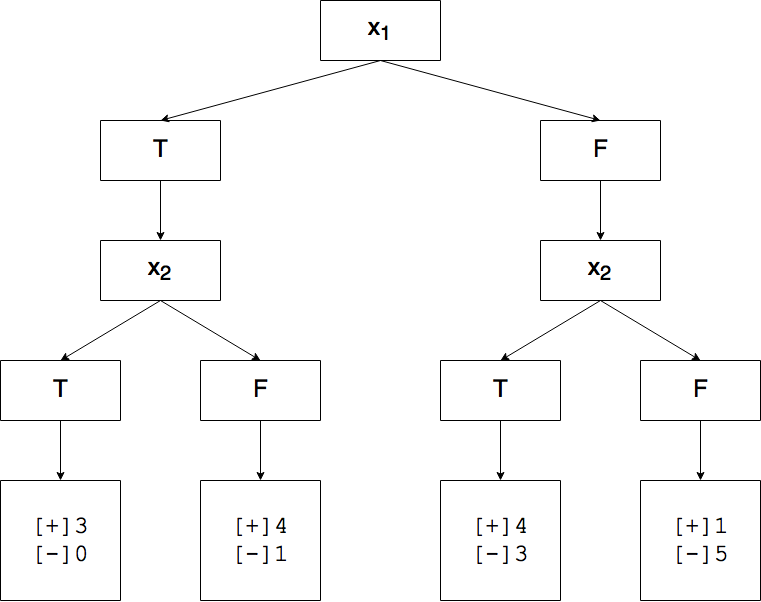 x₁
T F
x₂ x₂
T F T F
[+]3 [+]4 [+]4 [+]1
[-]0 [-]1 [-]3 [-]5